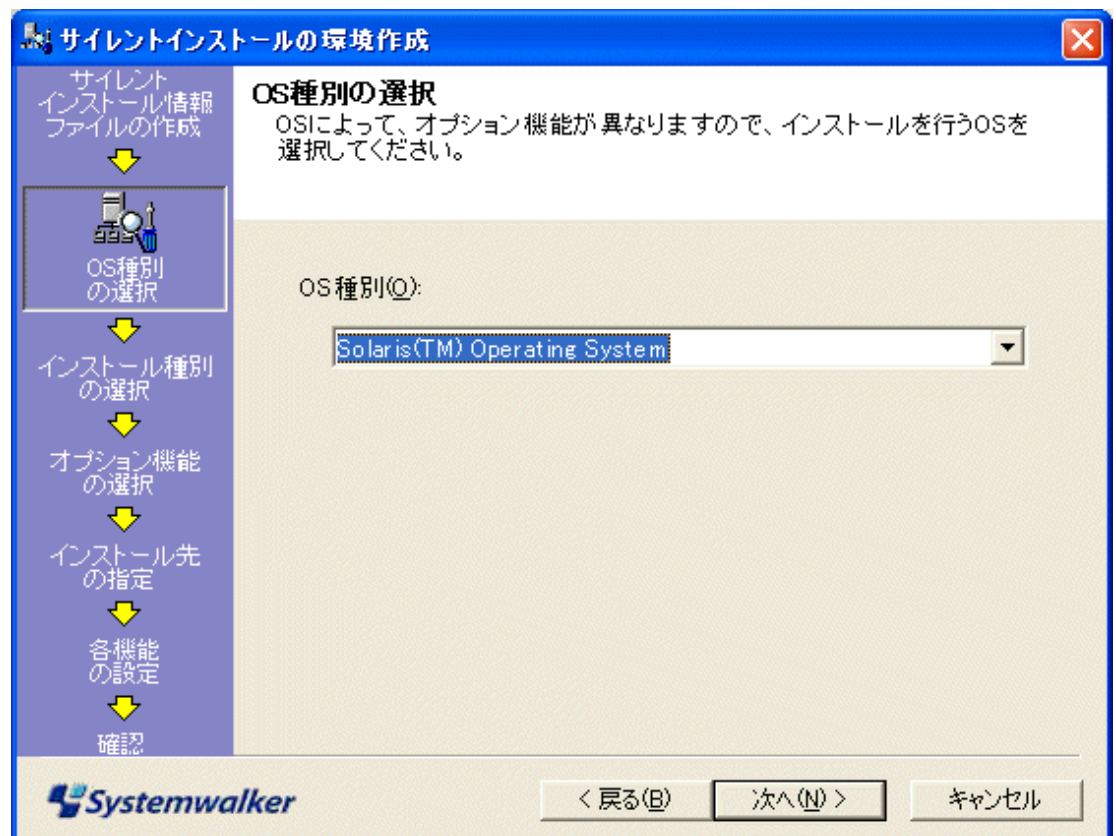 サイレントインストールの環境作成
サイレント
インストール情報
ファイルの作成
OS種別
の選択
インストール種別
の選択
オプション機能
の選択
インストール先
の指定
各機能
の設定
確認
OS種別の選択
OSによって、オプション機能が異なりますので、インストールを行うOSを
選択してください。
OS種別(O):
Solaris(TM) Operating System
Systemwalker
< 戻る(B)
次へ(N) >
キャンセル